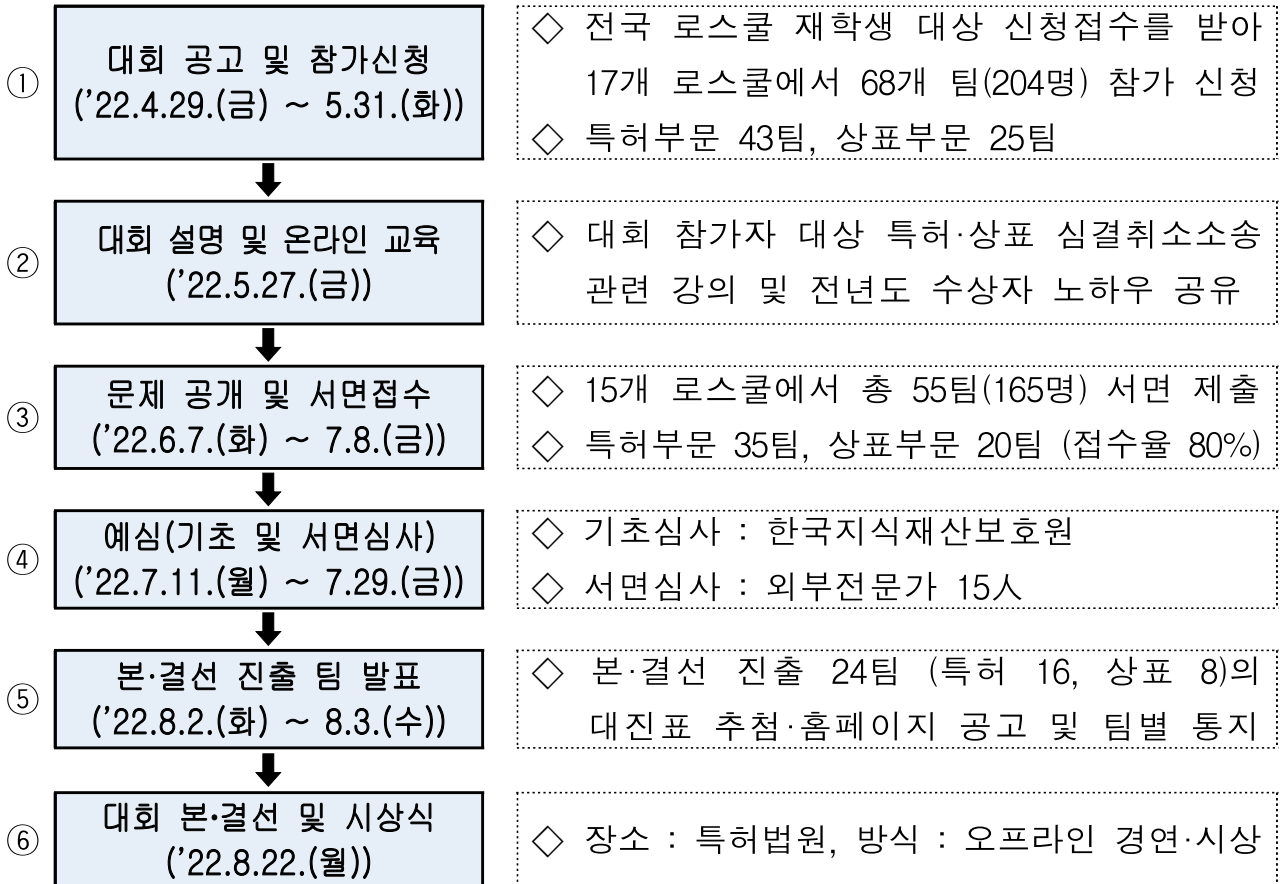 ①
대회 공고 및 참가신청
('22.4.29.(금) ~ 5.31.(화))
◇ 전국 로스쿨 재학생 대상 신청접수를 받아
17개 로스쿨에서 68개 팀(204명) 참가 신청
◇ 특허부문 43팀, 상표부문 25팀
②
대회 설명 및 온라인 교육
('22.5.27.(금))
◇ 대회 참가자 대상 특허·상표 심결취소소송
관련 강의 및 전년도 수상자 노하우 공유
③
문제 공개 및 서면접수
('22.6.7.(화) ~ 7.8.(금))
◇ 15개 로스쿨에서 총 55팀(165명) 서면 제출
◇ 특허부문 35팀, 상표부문 20팀 (접수율 80%)
④
예심(기초 및 서면심사)
('22.7.11.(월) ~ 7.29.(금))
◇ 기초심사 : 한국지식재산보호원
◇ 서면심사 : 외부전문가 15人
⑤
본·결선 진출 팀 발표
('22.8.2.(화) ~ 8.3.(수))
◇ 본·결선 진출 24팀 (특허 16, 상표 8)의
대진표 추첨·홈페이지 공고 및 팀별 통지
⑥
대회 본·결선 및 시상식
('22.8.22.(월))
◇ 장소 : 특허법원, 방식 : 오프라인 경연·시상